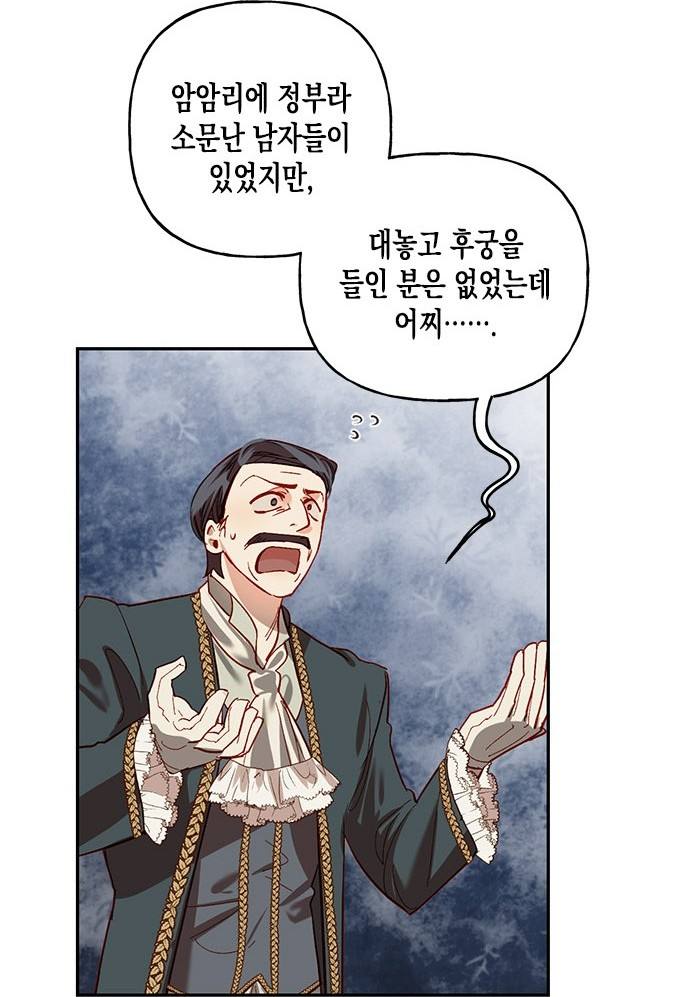 암암리에 정부라
소문난 남자들이
있었지만,
대놓고 후궁을
들인 분은 없었는데
어찌…….